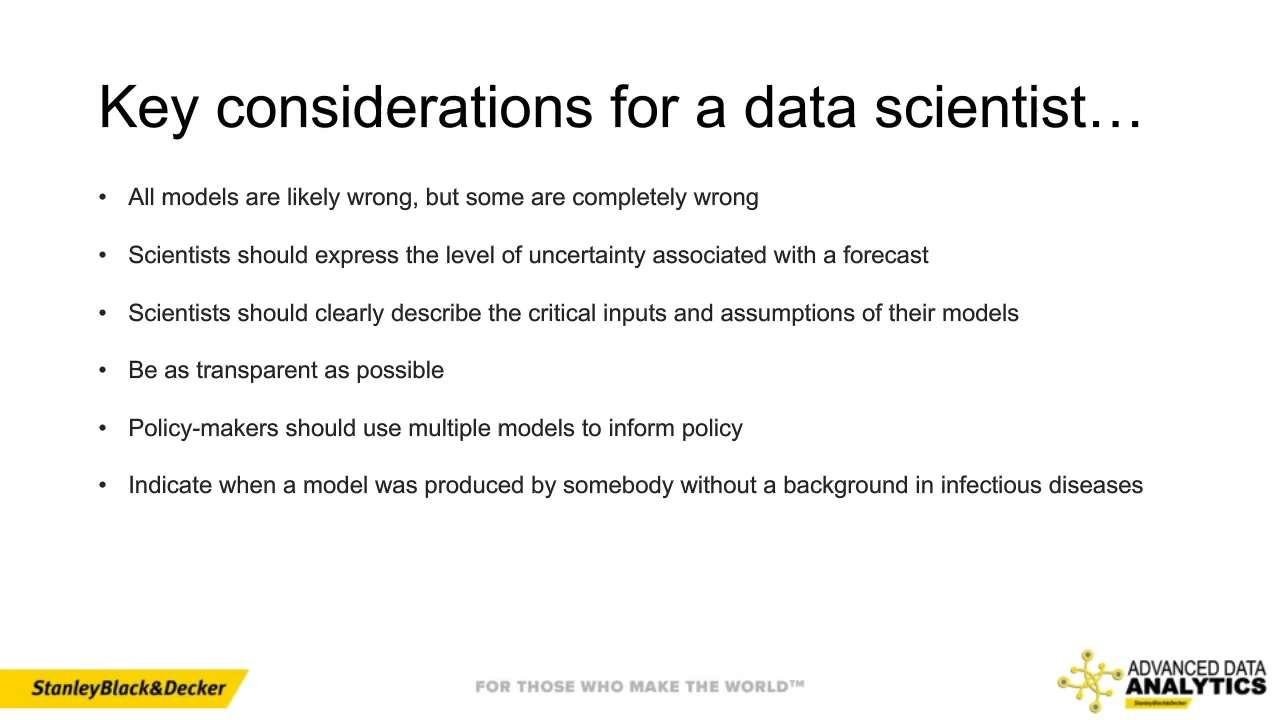 Key considerations for a data scientist…
• All models are likely wrong, but some are completely wrong
• Scientists should express the level of uncertainty associated with a forecast
• Scientists should clearly describe the critical inputs and assumptions of their models
• Be as transparent as possible
• Policy-makers should use multiple models to inform policy
• Indicate when a model was produced by somebody without a background in infectious diseases
StanleyBlack&Decker
FOR THOSE WHO MAKE THE WORLD™
ADVANCED DATA
ANALYTICS
StanleyBlack&Decker